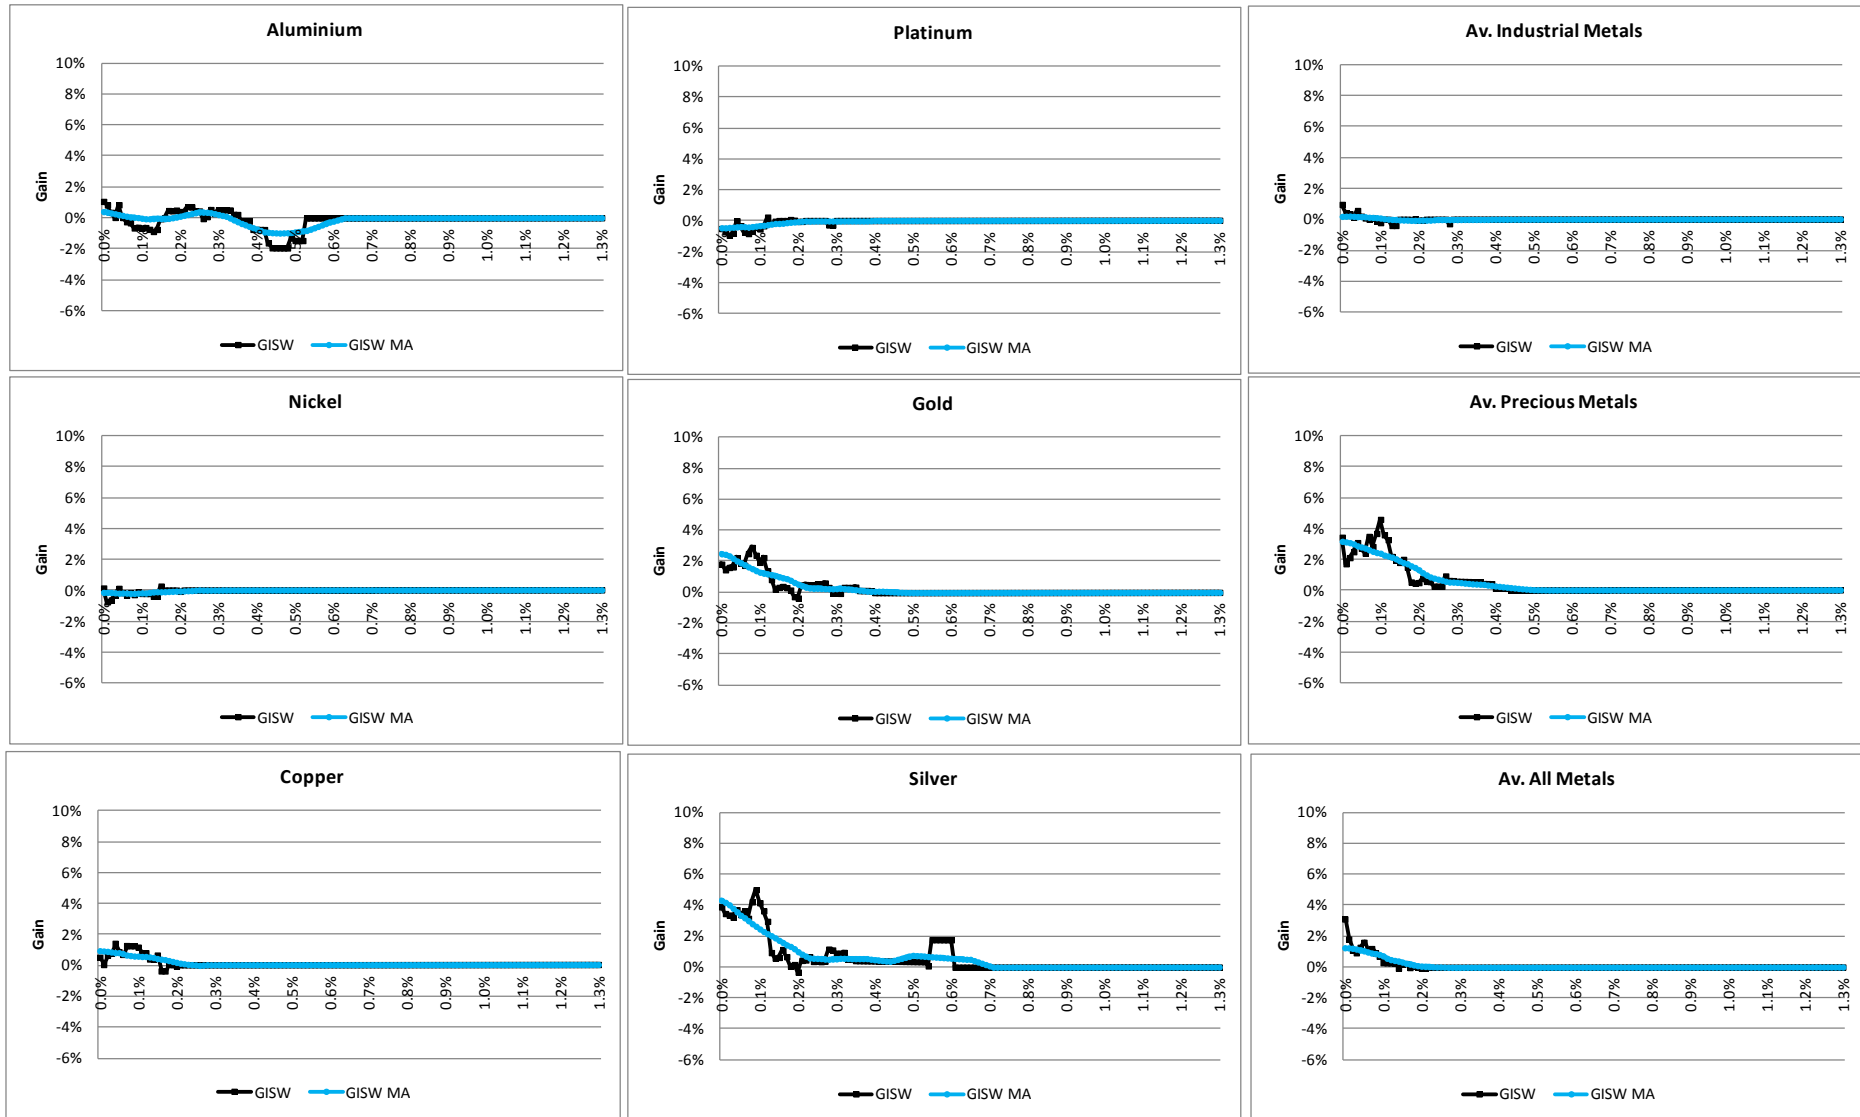 Aluminium
10%
8%
6%
4%
2%
0%
-2%
-4%
-6%
Gain
0.0% 0.1% 0.2% 0.3% 0.4% 0.5% 0.6% 0.7% 0.8% 0.9% 1.0% 1.1% 1.2% 1.3%
GISW GISW MA
Platinum
10%
8%
6%
4%
2%
0%
-2%
-4%
-6%
Gain
0.0% 0.1% 0.2% 0.3% 0.4% 0.5% 0.6% 0.7% 0.8% 0.9% 1.0% 1.1% 1.2% 1.3%
GISW GISW MA
Av. Industrial Metals
10%
8%
6%
4%
2%
0%
-2%
-4%
-6%
Gain
0.0% 0.1% 0.2% 0.3% 0.4% 0.5% 0.6% 0.7% 0.8% 0.9% 1.0% 1.1% 1.2% 1.3%
GISW GISW MA
Nickel
10%
8%
6%
4%
2%
0%
-2%
-4%
-6%
Gain
0.0% 0.1% 0.2% 0.3% 0.4% 0.5% 0.6% 0.7% 0.8% 0.9% 1.0% 1.1% 1.2% 1.3%
GISW GISW MA
Gold
10%
8%
6%
4%
2%
0%
-2%
-4%
-6%
Gain
0.0% 0.1% 0.2% 0.3% 0.4% 0.5% 0.6% 0.7% 0.8% 0.9% 1.0% 1.1% 1.2% 1.3%
GISW GISW MA
Av. Precious Metals
10%
8%
6%
4%
2%
0%
-2%
-4%
-6%
Gain
0.0% 0.1% 0.2% 0.3% 0.4% 0.5% 0.6% 0.7% 0.8% 0.9% 1.0% 1.1% 1.2% 1.3%
GISW GISW MA
Copper
10%
8%
6%
4%
2%
0%
-2%
-4%
-6%
Gain
0.0% 0.1% 0.2% 0.3% 0.4% 0.5% 0.6% 0.7% 0.8% 0.9% 1.0% 1.1% 1.2% 1.3%
GISW GISW MA
Silver
10%
8%
6%
4%
2%
0%
-2%
-4%
-6%
Gain
0.0% 0.1% 0.2% 0.3% 0.4% 0.5% 0.6% 0.7% 0.8% 0.9% 1.0% 1.1% 1.2% 1.3%
GISW GISW MA
Av. All Metals
10%
8%
6%
4%
2%
0%
-2%
-4%
-6%
Gain
0.0% 0.1% 0.2% 0.3% 0.4% 0.5% 0.6% 0.7% 0.8% 0.9% 1.0% 1.1% 1.2% 1.3%
GISW GISW MA